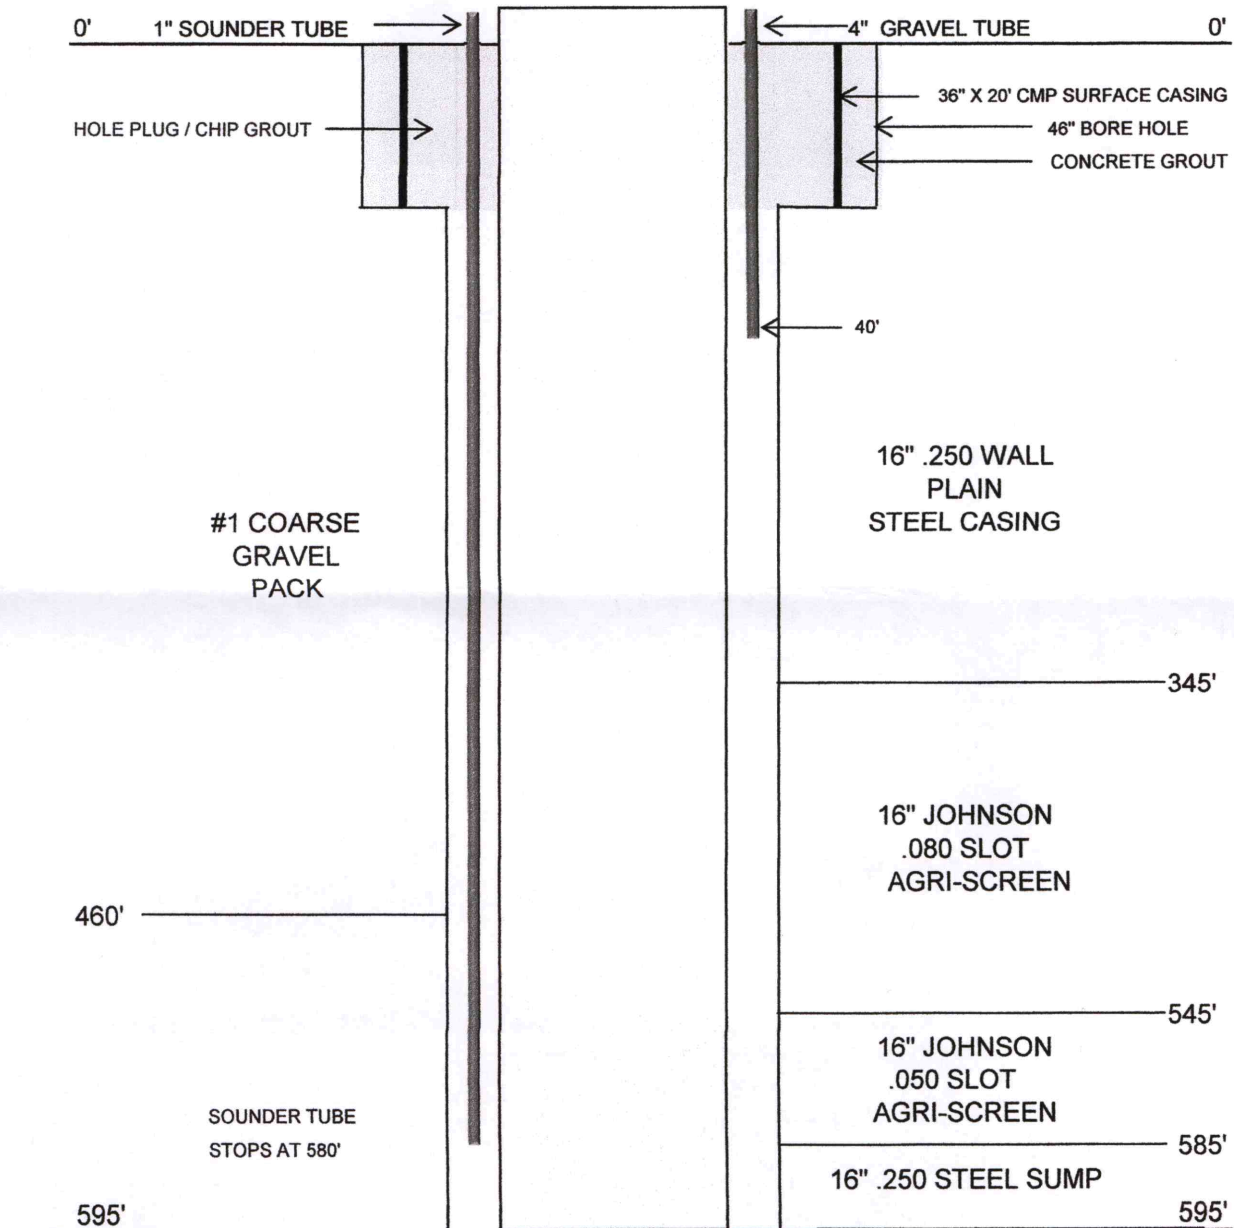 0' 1" SOUNDER TUBE 4" GRAVEL TUBE 0'
36" X 20' CMP SURFACE CASING
HOLE PLUG / CHIP GROUT
46" BORE HOLE
CONCRETE GROUT
40'
16" .250 WALL
PLAIN
STEEL CASING
#1 COARSE
GRAVEL
PACK
345'
16" JOHNSON
.080 SLOT
AGRI-SCREEN
460'
545'
16" JOHNSON
.050 SLOT
AGRI-SCREEN
SOUNDER TUBE
STOPS AT 580'
585'
16" .250 STEEL SUMP
595'
595'